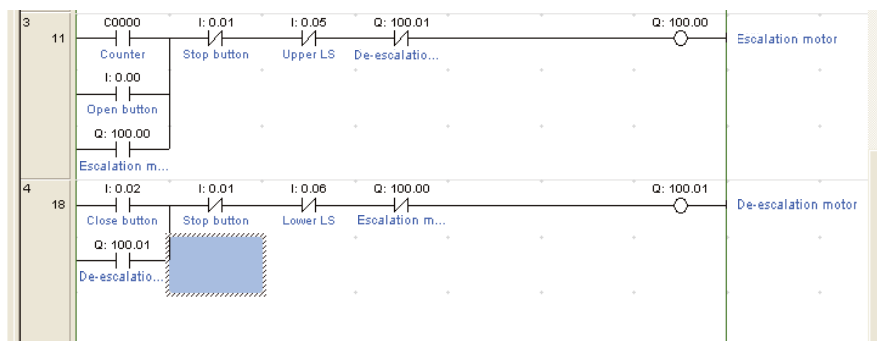 3
C0000 I: 0.01 I: 0.05 Q: 100.01 Q: 100.00
11
Escalation motor
Counter Stop button Upper LS De-escalatio...
I: 0.00
Open button
Q: 100.00
Escalation m...
4
I: 0.02 I: 0.01 I: 0.06 Q: 100.00 Q: 100.01
18
De-escalation motor
Close button Stop button Lower LS Escalation m...
Q: 100.01
De-escalatio...